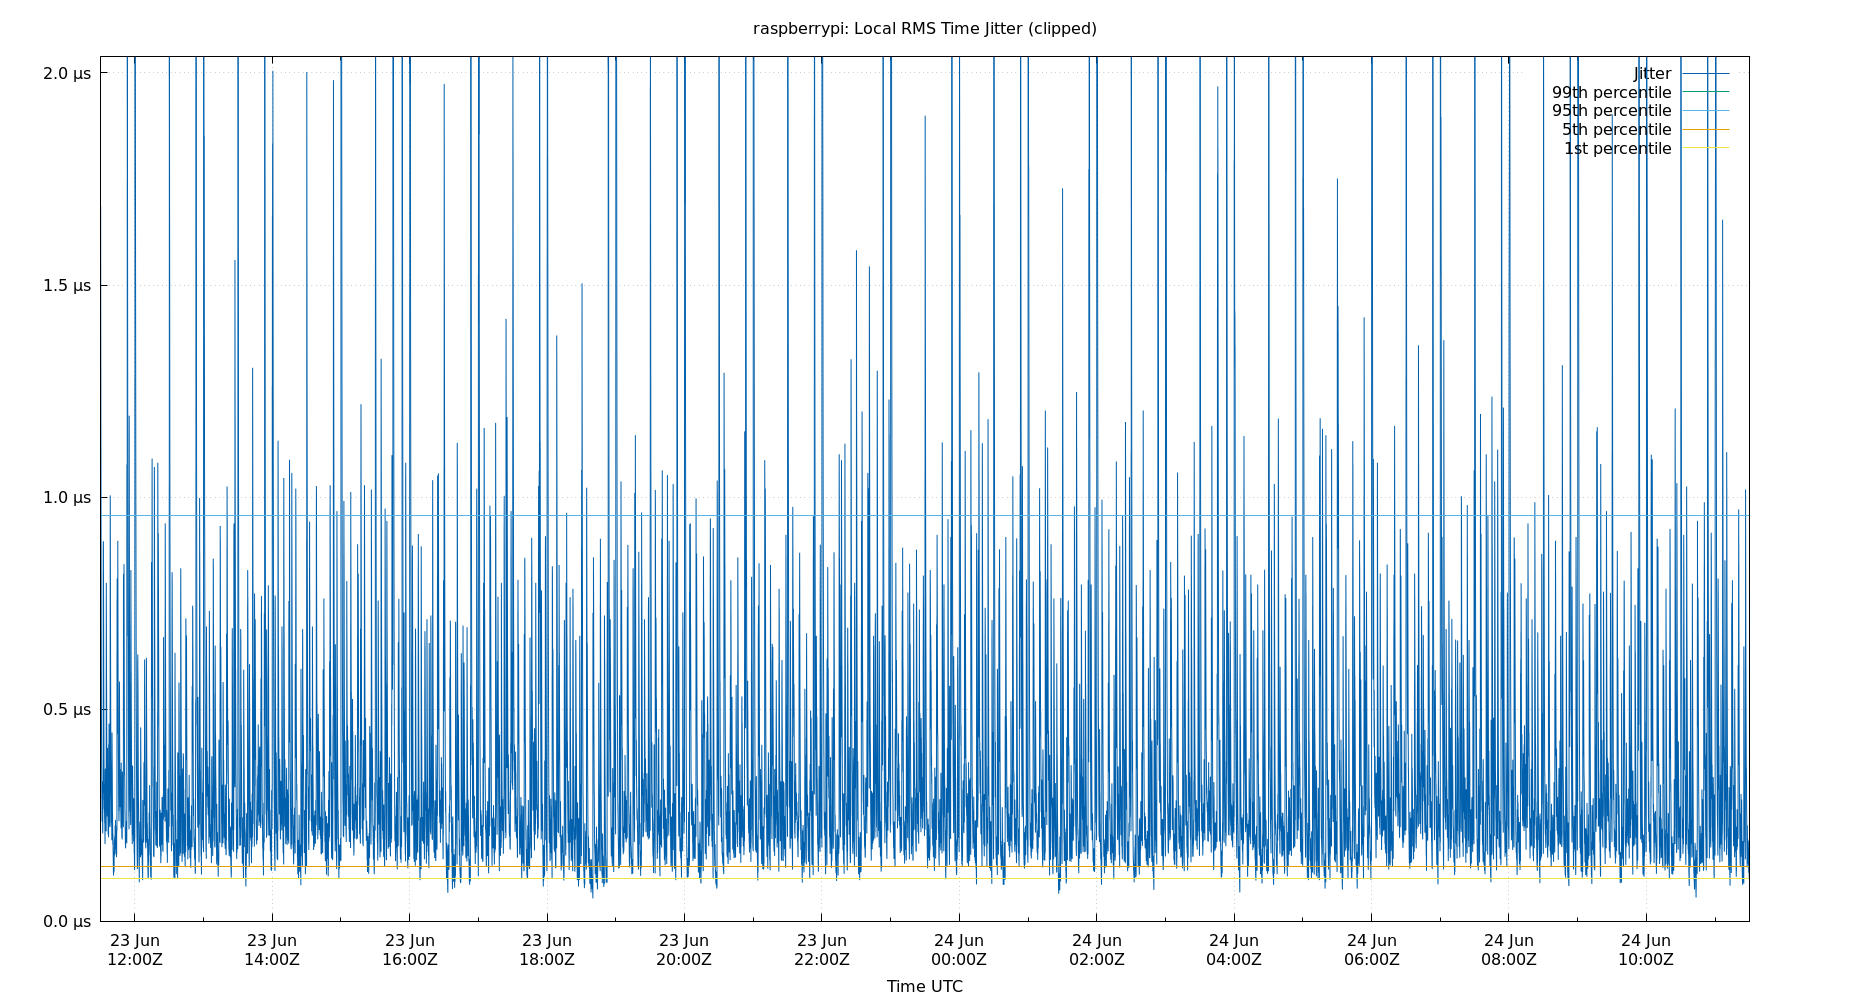 raspberrypi: Local RMS Time Jitter (clipped)
2.0 µs
1.5 µs
1.0 µs
0.5 µs
0.0 µs
Jitter
99th percentile
95th percentile
5th percentile
1st percentile
23 Jun 23 Jun 23 Jun 23 Jun 23 Jun 23 Jun 24 Jun 24 Jun 24 Jun 24 Jun 24 Jun 24 Jun
12:00Z 14:00Z 16:00Z 18:00Z 20:00Z 22:00Z 00:00Z 02:00Z 04:00Z 06:00Z 08:00Z 10:00Z
Time UTC